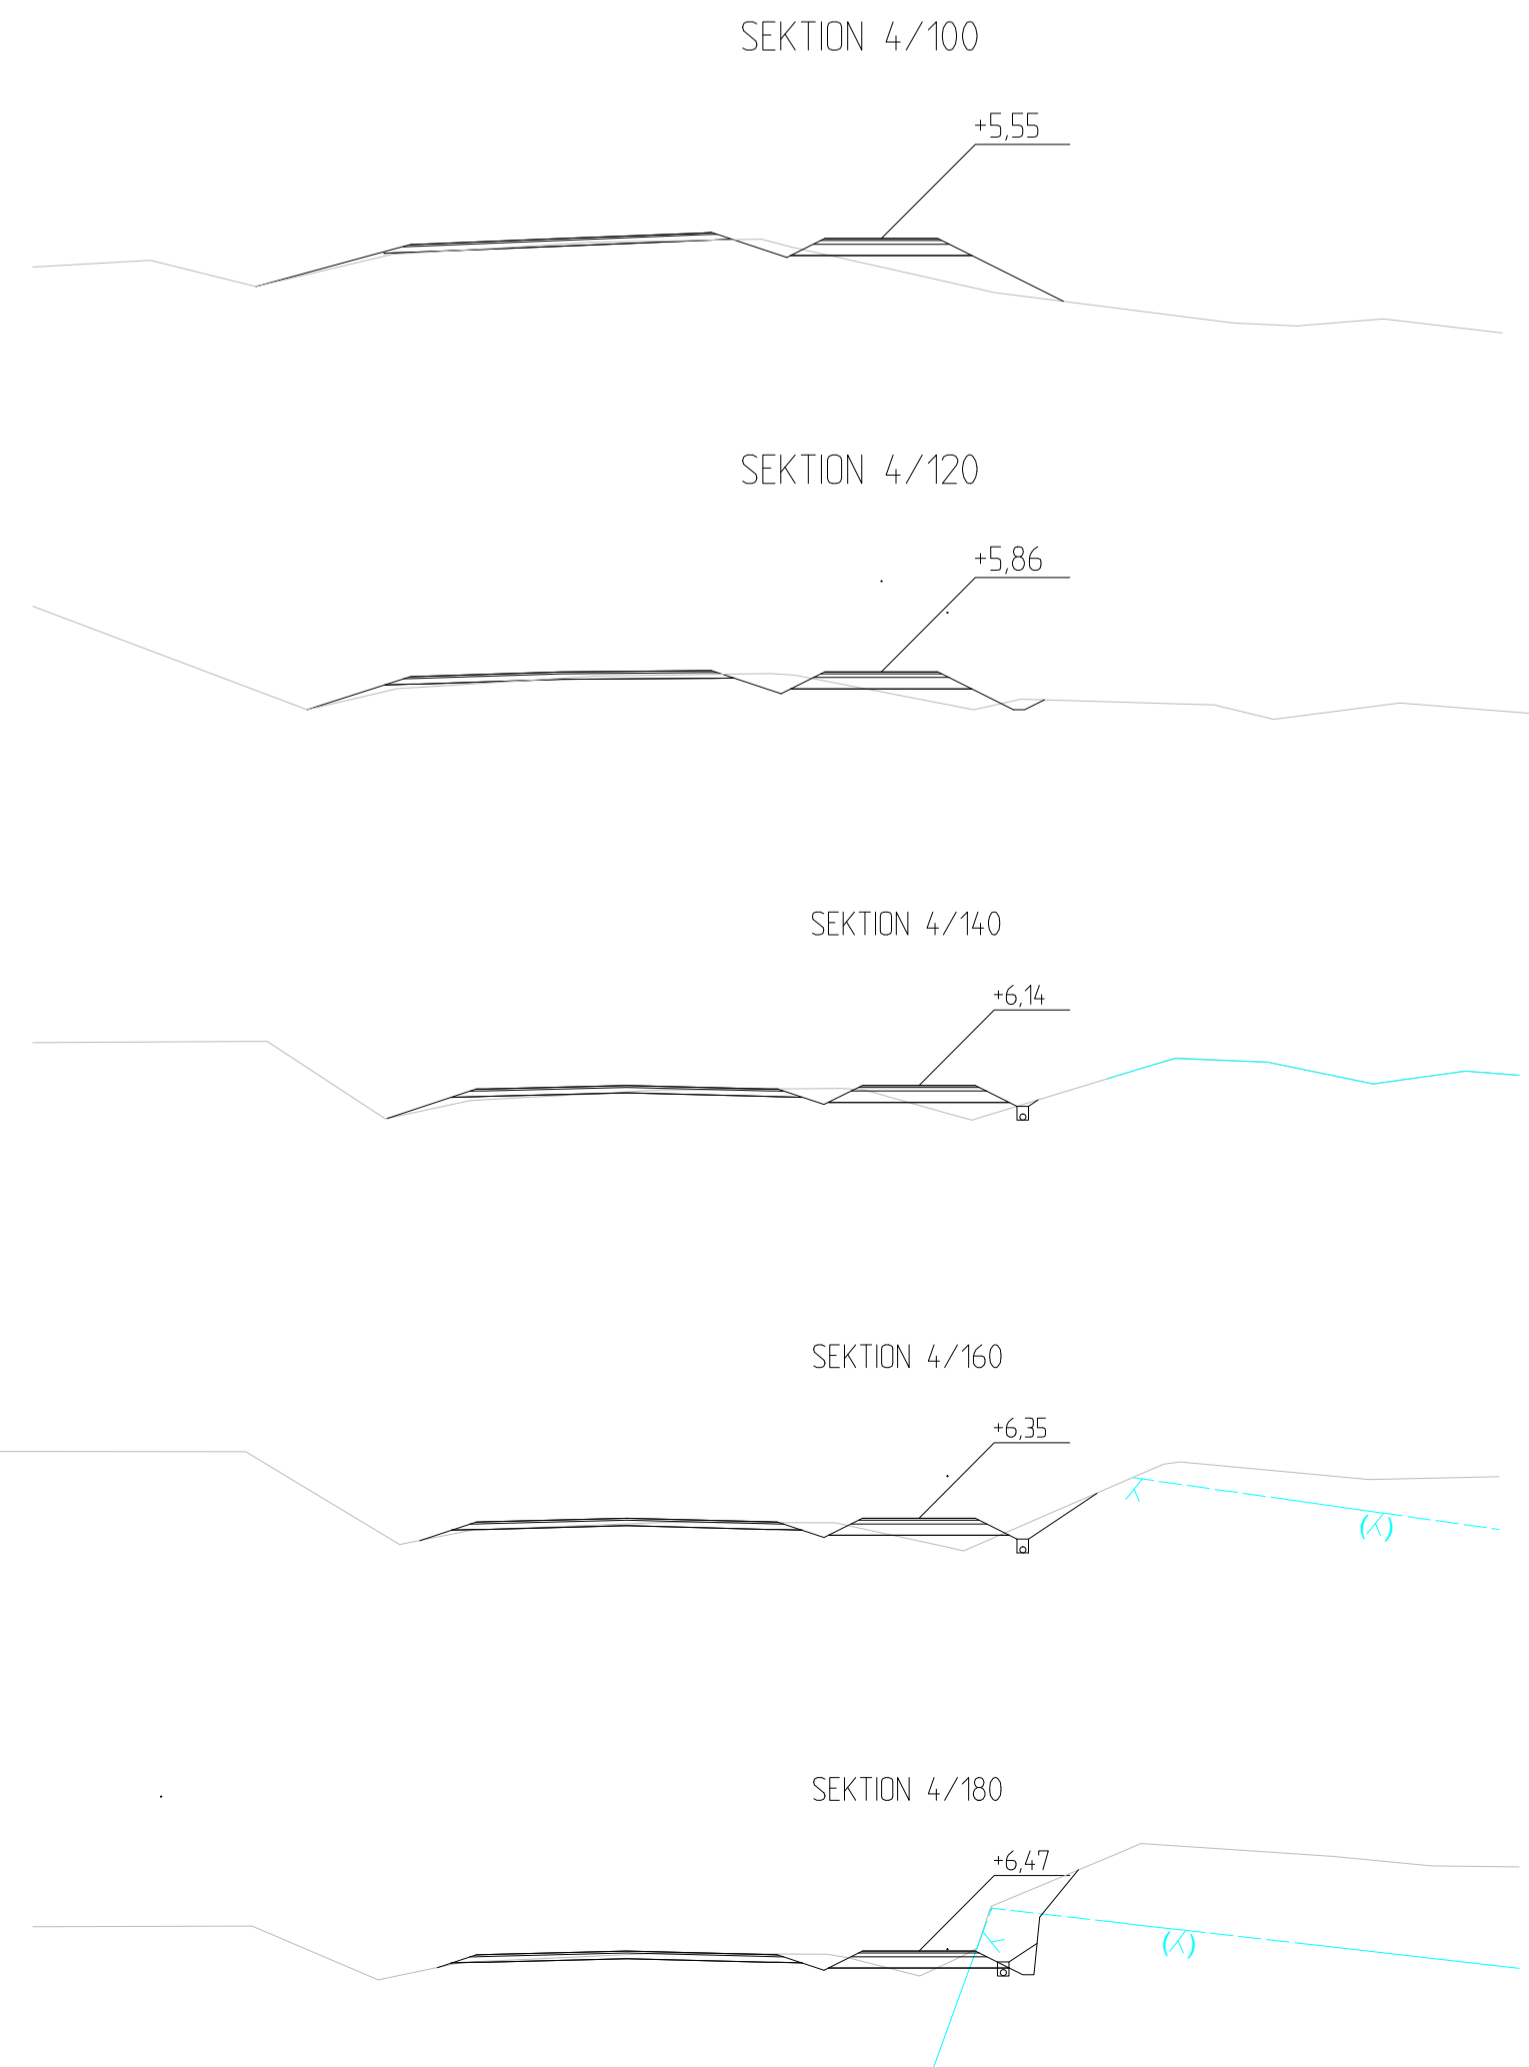 SEKTION 4/100
+5,55
SEKTION 4/120
+5,86
SEKTION 4/140
+6,14
SEKTION 4/160
+6,35
SEKTION 4/180
+6,47